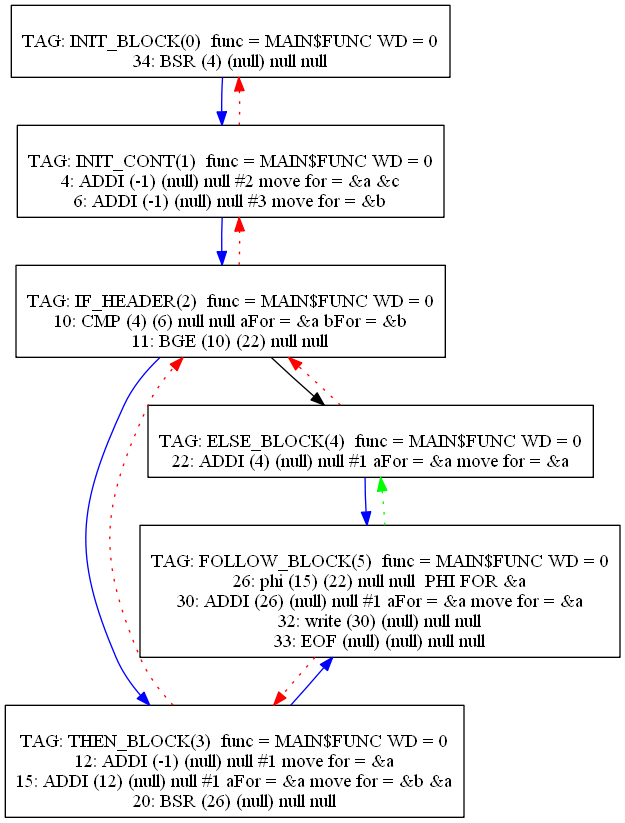 TAG: INIT_BLOCK(0) func = MAIN$FUNC WD = 0
34: BSR (4) (null) null null
TAG: INIT_CONT(1) func = MAIN$FUNC WD = 0
4: ADDI (-1) (null) null #2 move for = &a &c
6: ADDI (-1) (null) null #3 move for = &b
TAG: IF_HEADER(2) func = MAIN$FUNC WD = 0
10: CMP (4) (6) null null aFor = &a bFor = &b
11: BGE (10) (22) null null
TAG: ELSE_BLOCK(4) func = MAIN$FUNC WD = 0
22: ADDI (4) (null) null #1 aFor = &a move for = &a
TAG: FOLLOW_BLOCK(5) func = MAIN$FUNC WD = 0
26: phi (15) (22) null null PHI FOR &a
30: ADDI (26) (null) null #1 aFor = &a move for = &a
32: write (30) (null) null null
33: EOF (null) (null) null null
TAG: THEN_BLOCK(3) func = MAIN$FUNC WD = 0
12: ADDI (-1) (null) null #1 move for = &a
15: ADDI (12) (null) null #1 aFor = &a move for = &b &a
20: BSR (26) (null) null null